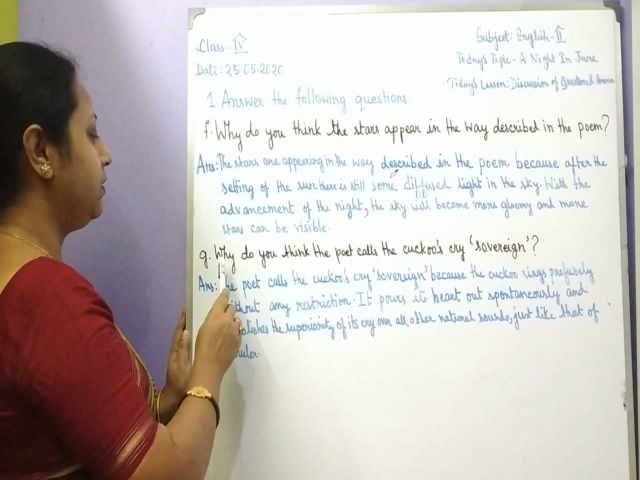 Class - IV
Subject: English - II
Date: 25-05-2020
Today's Topic - A Night In June
Today's Lesson: Discussion of Question &
1. Answer the following questions.
f. Why do you think the stars appear in the way described in the poem?
Ans: The stars are appearing in the way described in the poem because after the
setting of the sun there is still some diffused light in the sky. With the
advancement of the night, the sky will become more gloomy and more
stars can be visible.
g. Why do you think the poet calls the cuckoo's cry 'sovereign'?
Ans: The poet calls the cuckoo's cry 'sovereign' because the cuckoo sings profusely
without any restriction. It pours it heart out spontaneously and
the superiority of its cry over all other natural sounds, just like that of
ruler.